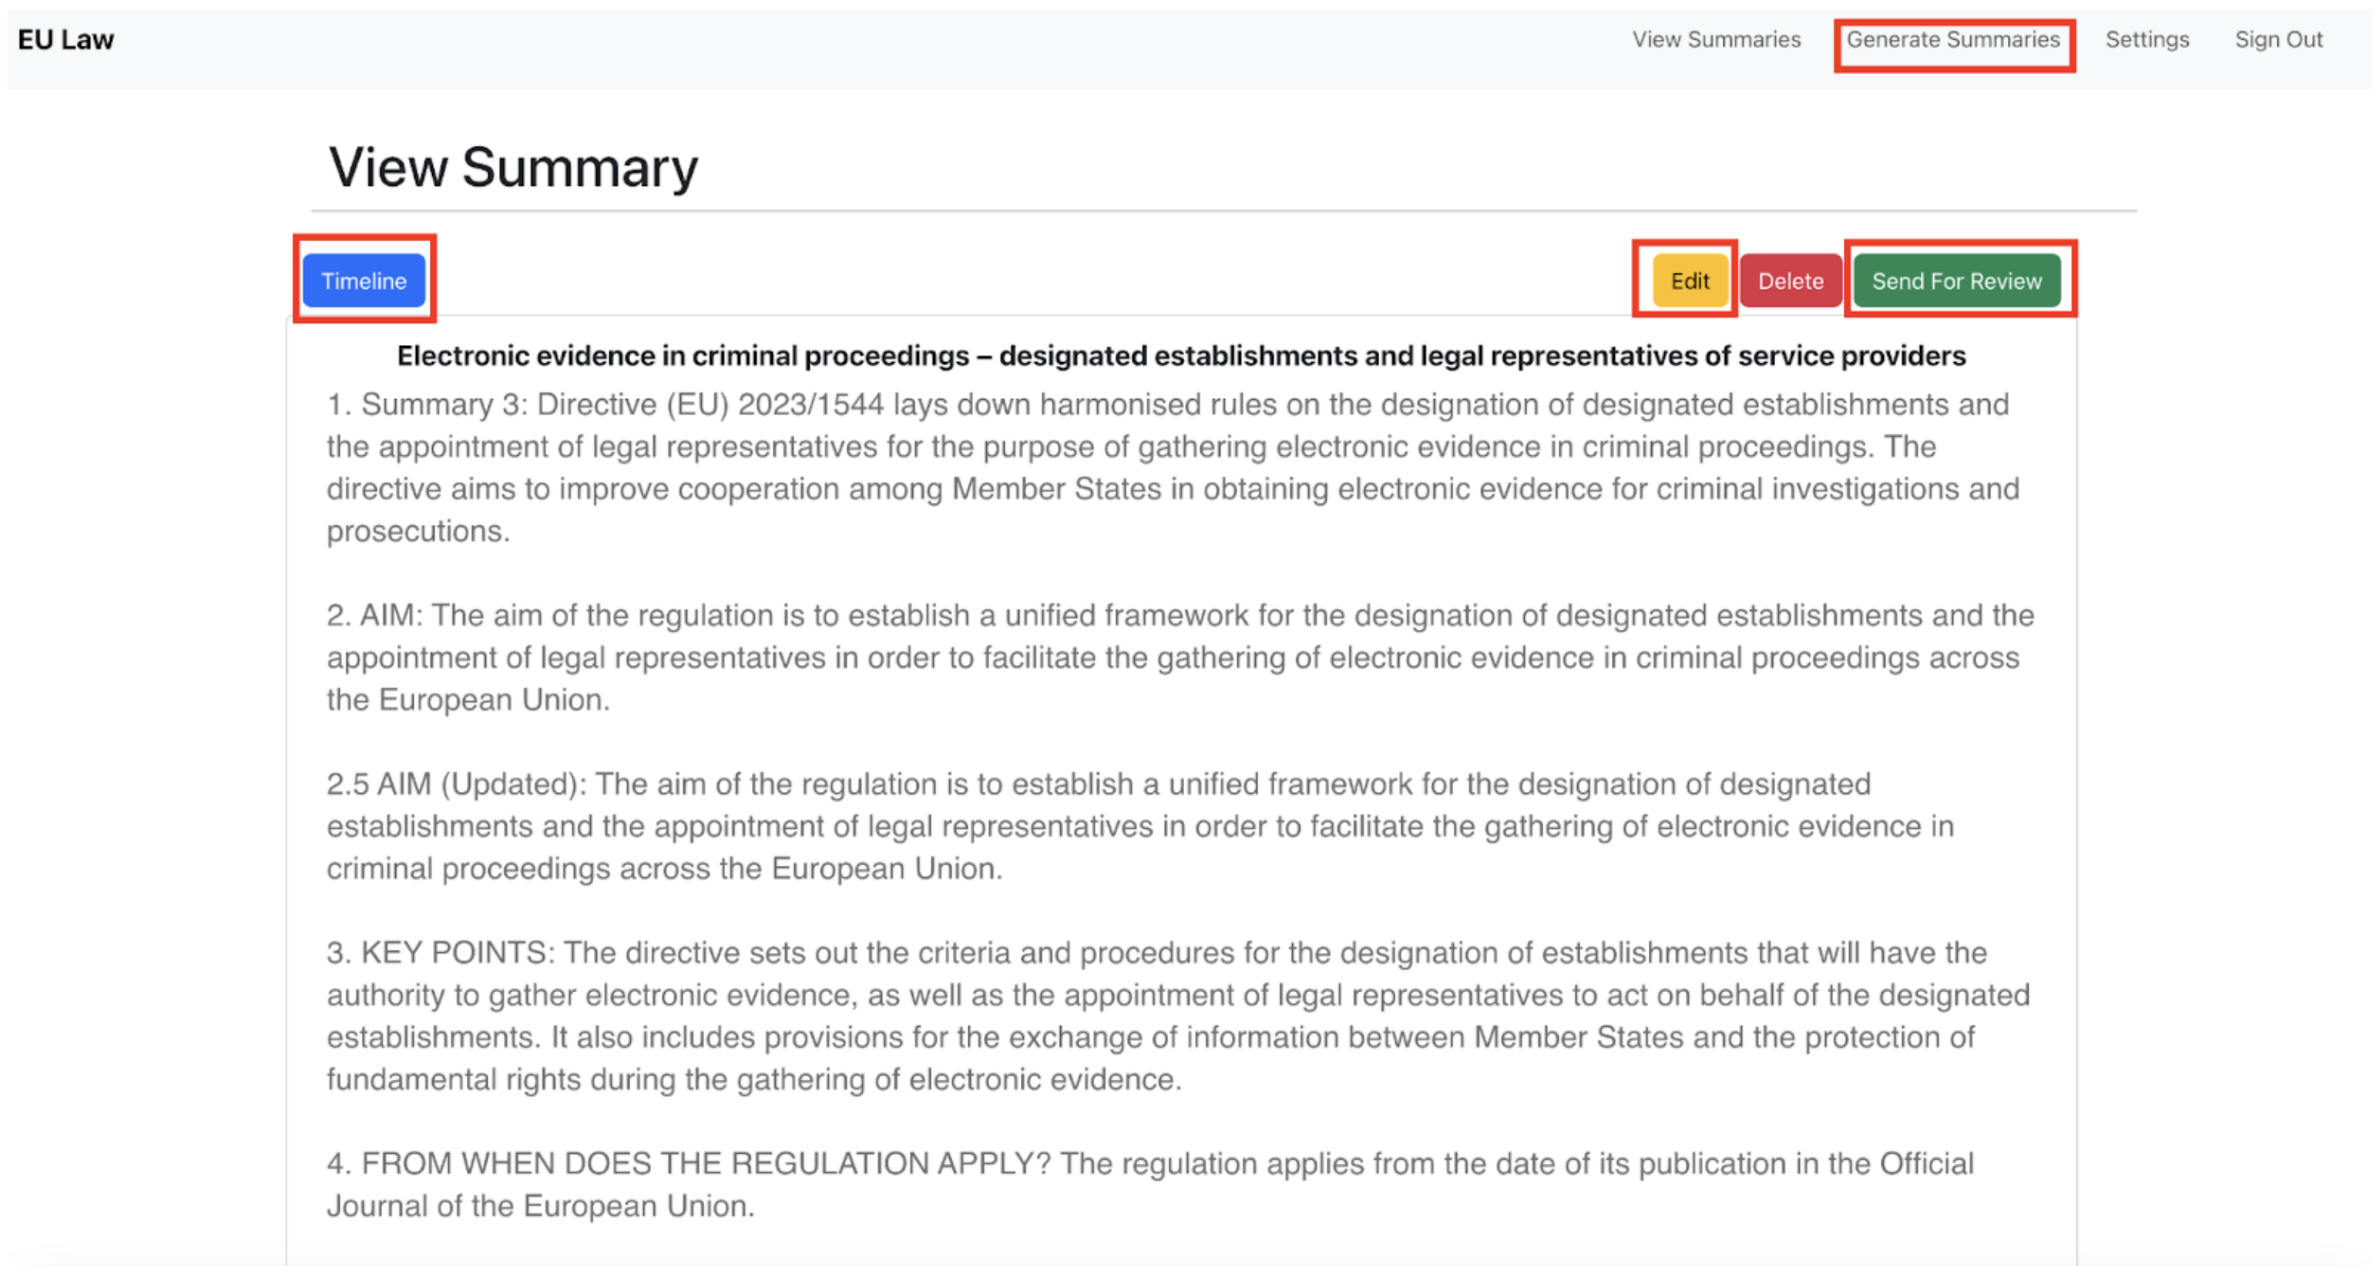 EU Law
View Summaries
Generate Summaries
Settings
Sign Out
View Summary
Timeline
Edit
Delete
Send For Review
Electronic evidence in criminal proceedings – designated establishments and legal representatives of service providers
1. Summary 3: Directive (EU) 2023/1544 lays down harmonised rules on the designation of designated establishments and
the appointment of legal representatives for the purpose of gathering electronic evidence in criminal proceedings. The
directive aims to improve cooperation among Member States in obtaining electronic evidence for criminal investigations and
prosecutions.
2. AIM: The aim of the regulation is to establish a unified framework for the designation of designated establishments and the
appointment of legal representatives in order to facilitate the gathering of electronic evidence in criminal proceedings across
the European Union.
2.5 AIM (Updated): The aim of the regulation is to establish a unified framework for the designation of designated
establishments and the appointment of legal representatives in order to facilitate the gathering of electronic evidence in
criminal proceedings across the European Union.
3. KEY POINTS: The directive sets out the criteria and procedures for the designation of establishments that will have the
authority to gather electronic evidence, as well as the appointment of legal representatives to act on behalf of the designated
establishments. It also includes provisions for the exchange of information between Member States and the protection of
fundamental rights during the gathering of electronic evidence.
4. FROM WHEN DOES THE REGULATION APPLY? The regulation applies from the date of its publication in the Official
Journal of the European Union.